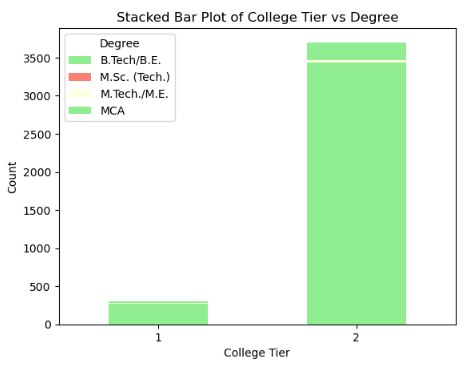 Stacked Bar Plot of College Tier vs Degree
Degree
B.Tech/B.E.
M.Sc. (Tech.)
M.Tech./M.E.
MCA
3500
3000
2500
2000
1500
1000
500
0
Count
1 2
College Tier